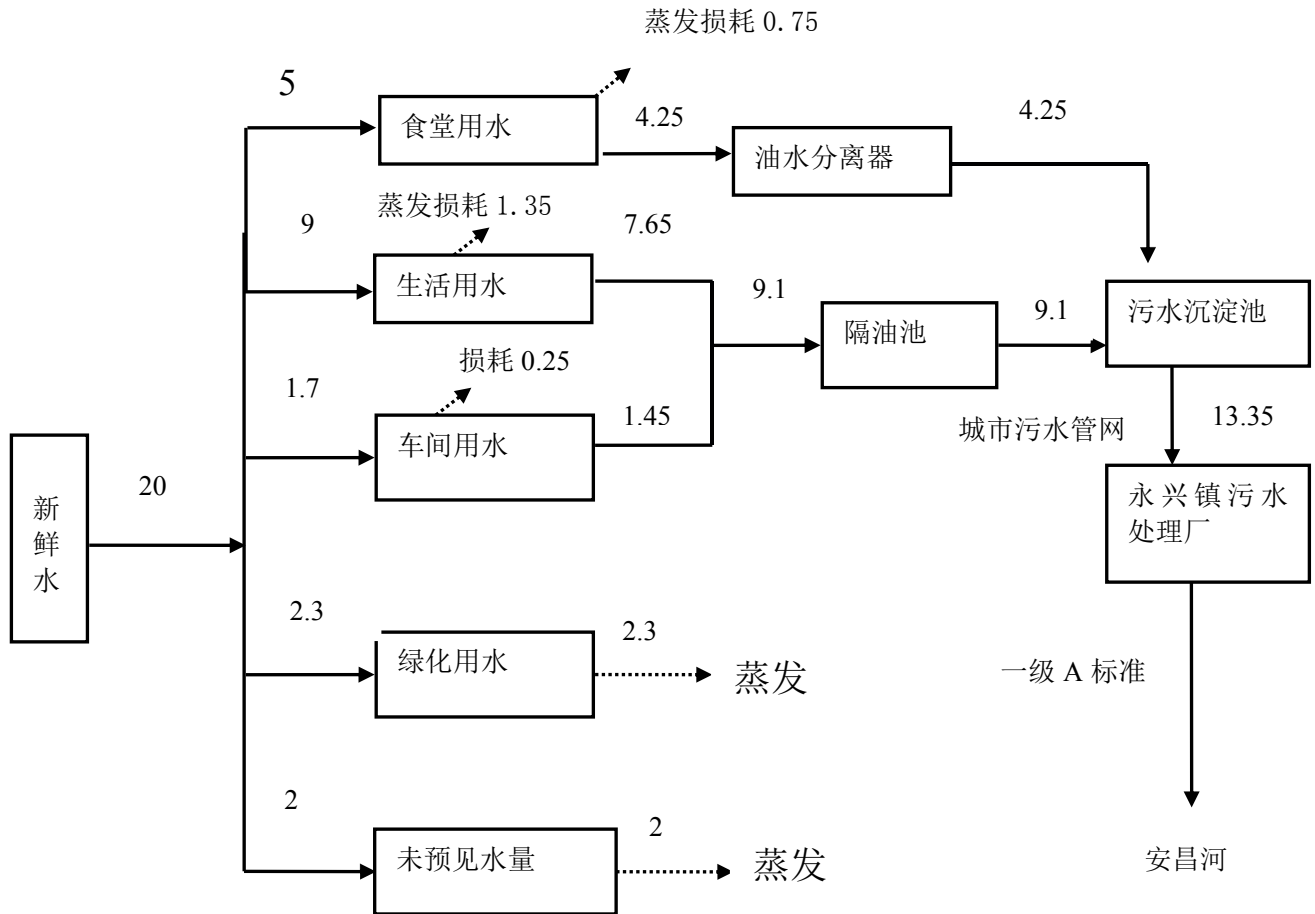 蒸发损耗 0.75
5
食堂用水
4.25
油水分离器
4.25
蒸发损耗 1.35
9
生活用水
7.65
9.1
隔油池
9.1
污水沉淀池
损耗 0.25
1.7
车间用水
1.45
城市污水管网
13.35
新
鲜
水
20
永兴镇污水
处理厂
2.3
绿化用水
2.3
蒸发
一级 A 标准
2
未预见水量
2
蒸发
安昌河